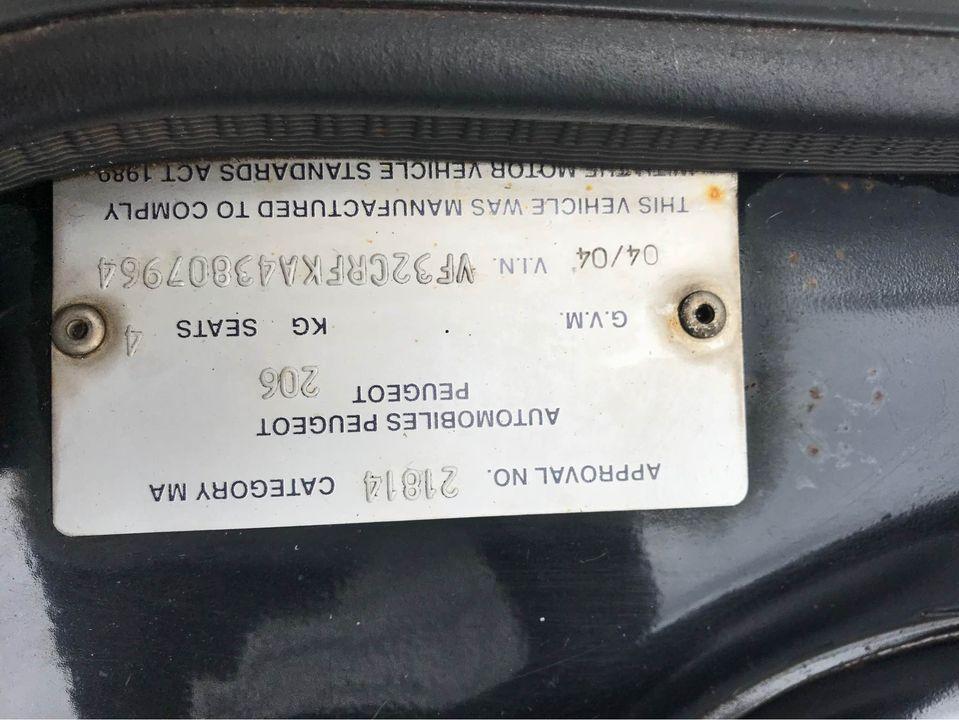 APPROVAL NO. 21814 CATEGORY MA
AUTOMOBILES PEUGEOT
PEUGEOT 206
G.V.M. KG SEATS 4
04/04 V.I.N. VF32CRFKA43807964
THIS VEHICLE WAS MANUFACTURED TO COMPLY
WITH THE MOTOR VEHICLE STANDARDS ACT 1989